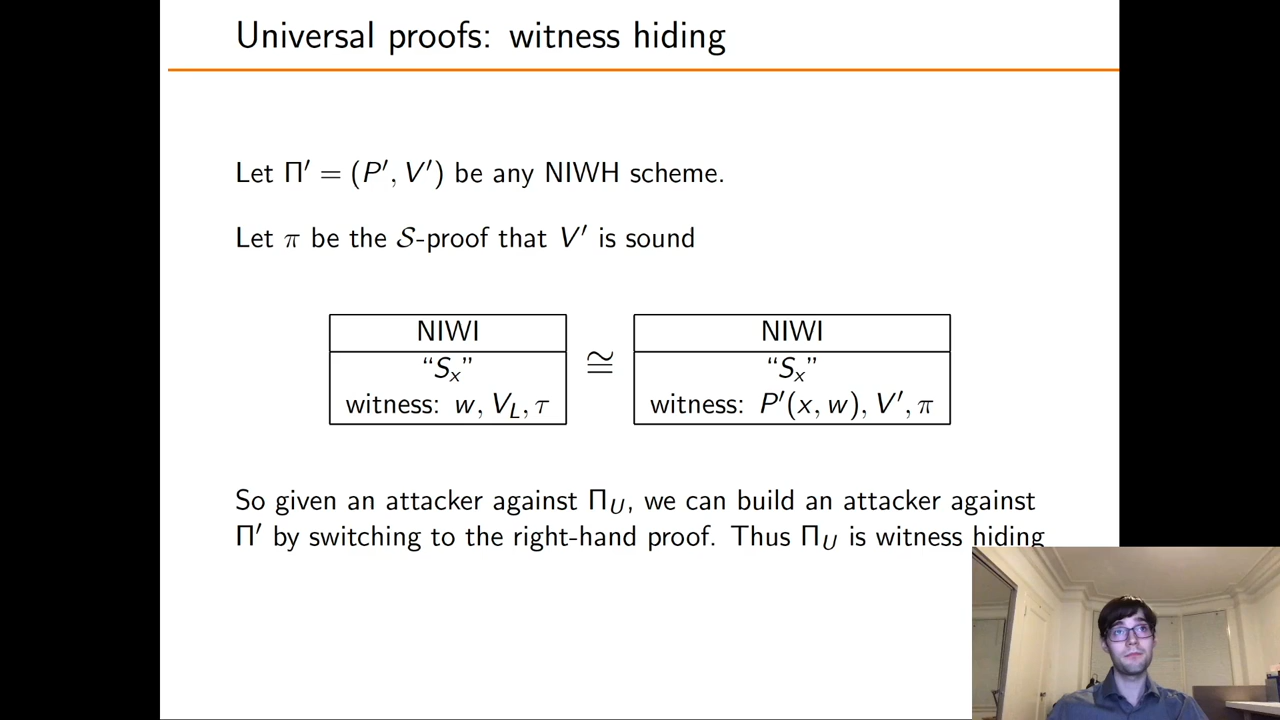 Universal proofs: witness hiding
Let Π′ = (P′, V′) be any NIWH scheme.
Let π be the 𝒮-proof that V′ is sound
NIWI
“Sₓ”
witness: w, V_L, τ
≅
NIWI
“Sₓ”
witness: P′(x, w), V′, π
So given an attacker against Π_U, we can build an attacker against
Π′ by switching to the right-hand proof. Thus Π_U is witness hiding